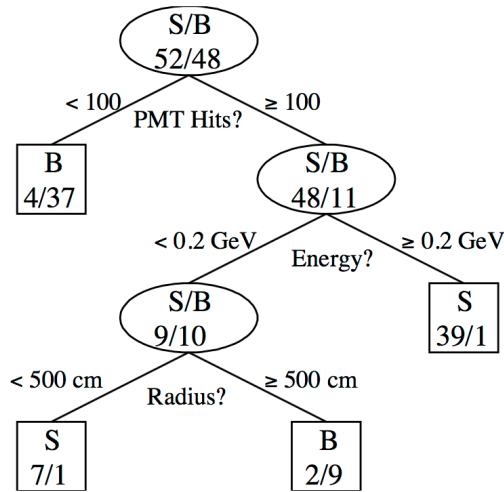 S/B
52/48
< 100
≥ 100
PMT Hits?
B
4/37
S/B
48/11
< 0.2 GeV
≥ 0.2 GeV
Energy?
S/B
9/10
S
39/1
< 500 cm
≥ 500 cm
Radius?
S
7/1
B
2/9